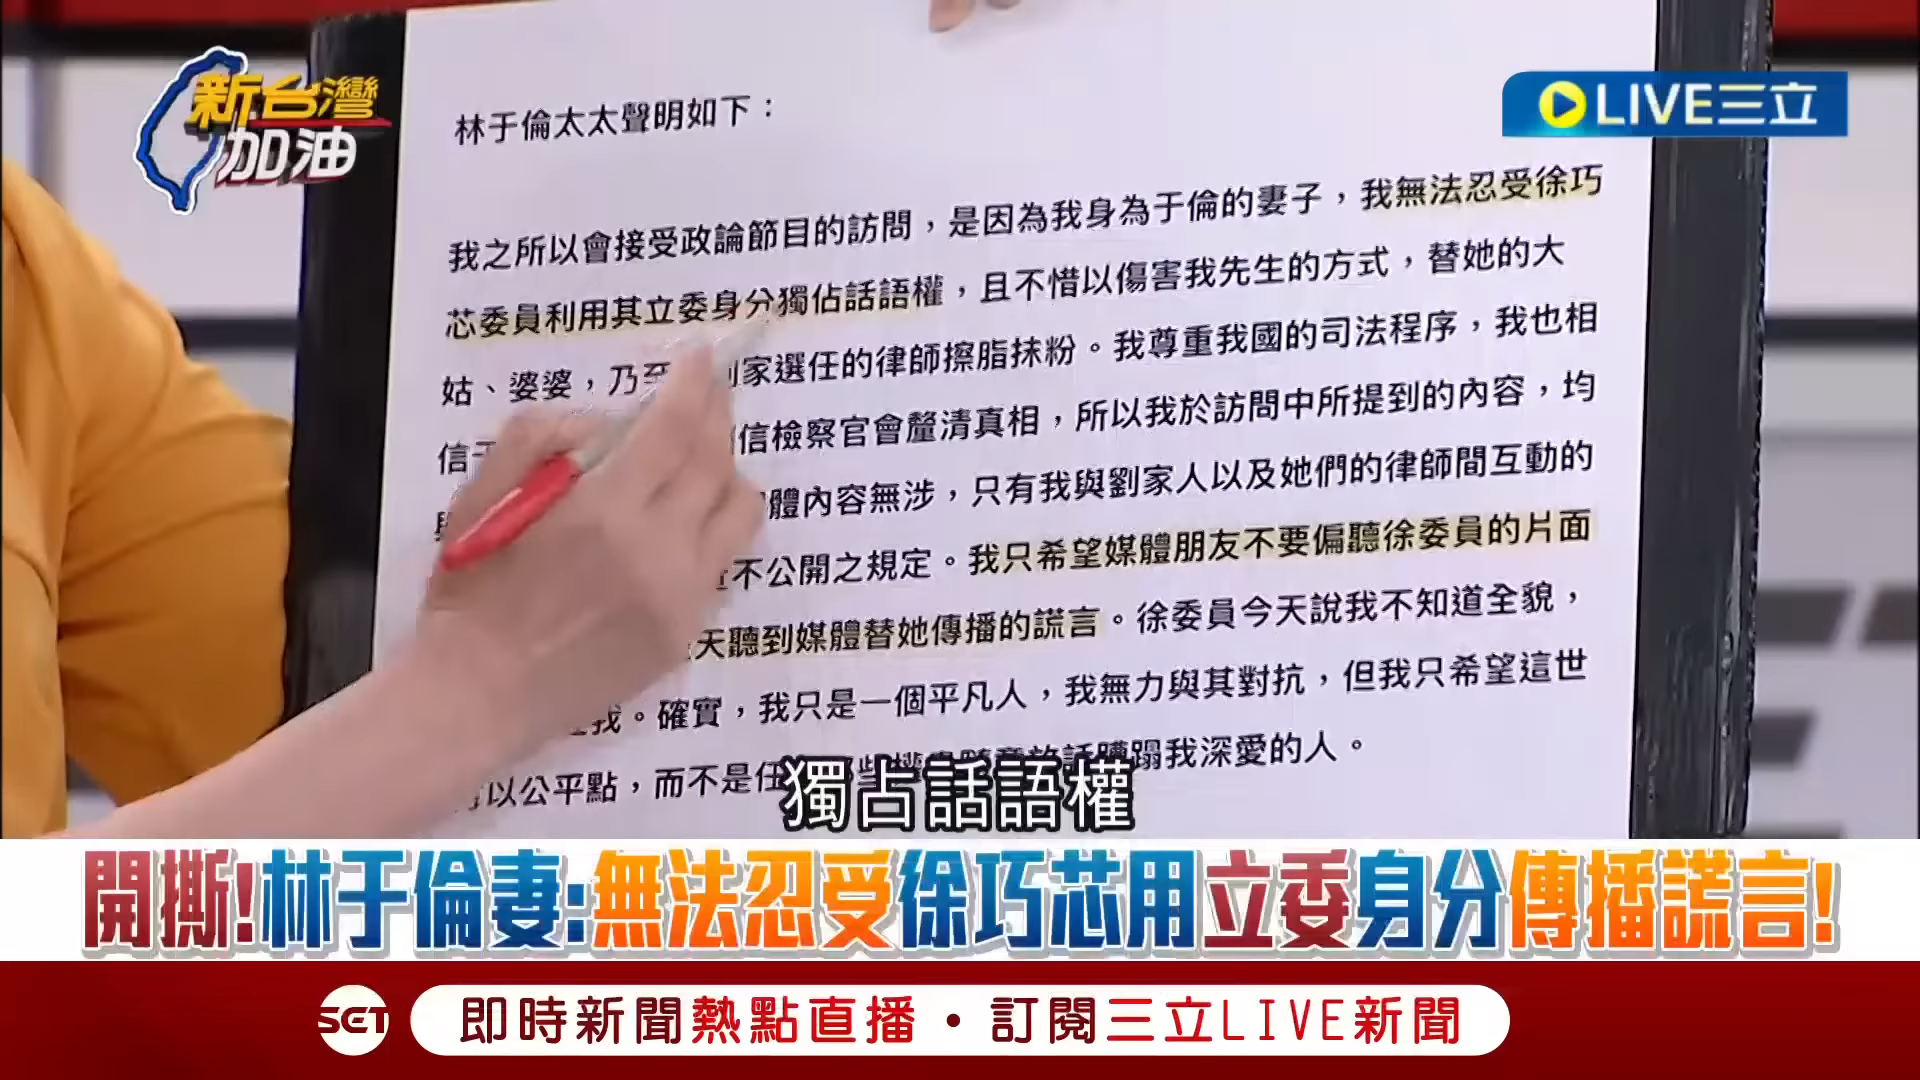 新台灣
加油
LIVE三立
林于倫太太聲明如下：
我之所以會接受政論節目的訪問，是因為我身為于倫的妻子，我無法忍受徐巧
芯委員利用其立委身分獨佔話語權，且不惜以傷害我先生的方式，替她的大
姑、婆婆，乃至 家選任的律師擦脂抹粉。我尊重我國的司法程序，我也相
信 信檢察官會釐清真相，所以我於訪問中所提到的內容，均
體內容無涉，只有我與劉家人以及她們的律師間互動的
不公開之規定。我只希望媒體朋友不要偏聽徐委員的片面
天聽到媒體替她傳播的謊言。徐委員今天說我不知道全貌，
我。確實，我只是一個平凡人，我無力與其對抗，但我只希望這世
以公平點，而不是任 蹋我深愛的人。
獨占話語權
開撕!林于倫妻:無法忍受徐巧芯用立委身分傳播謊言!
SET 即時新聞熱點直播・訂閱三立LIVE新聞